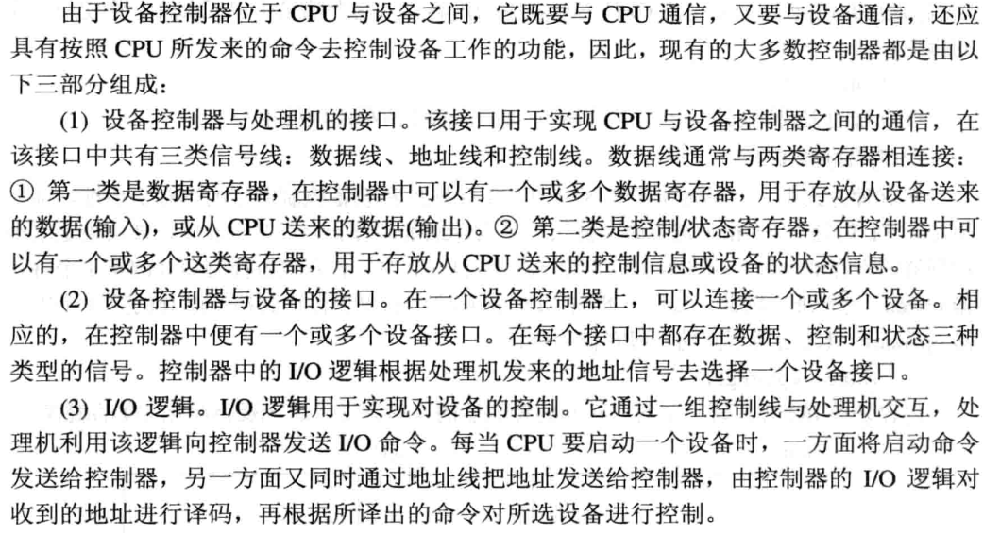 由于设备控制器位于 CPU 与设备之间，它既要与 CPU 通信，又要与设备通信，还应
具有按照 CPU 所发来的命令去控制设备工作的功能，因此，现有的大多数控制器都是由以
下三部分组成：
(1) 设备控制器与处理机的接口。该接口用于实现 CPU 与设备控制器之间的通信，在
该接口中共有三类信号线：数据线、地址线和控制线。数据线通常与两类寄存器相连接：
① 第一类是数据寄存器，在控制器中可以有一个或多个数据寄存器，用于存放从设备送来
的数据(输入)，或从 CPU 送来的数据(输出)。② 第二类是控制/状态寄存器，在控制器中可
以有一个或多个这类寄存器，用于存放从 CPU 送来的控制信息或设备的状态信息。
(2) 设备控制器与设备的接口。在一个设备控制器上，可以连接一个或多个设备。相
应的，在控制器中便有一个或多个设备接口。在每个接口中都存在数据、控制和状态三种
类型的信号。控制器中的 I/O 逻辑根据处理机发来的地址信号去选择一个设备接口。
(3) I/O 逻辑。I/O 逻辑用于实现对设备的控制。它通过一组控制线与处理机交互，处
理机利用该逻辑向控制器发送 I/O 命令。每当 CPU 要启动一个设备时，一方面将启动命令
发送给控制器，另一方面又同时通过地址线把地址发送给控制器，由控制器的 I/O 逻辑对
收到的地址进行译码，再根据所译出的命令对所选设备进行控制。